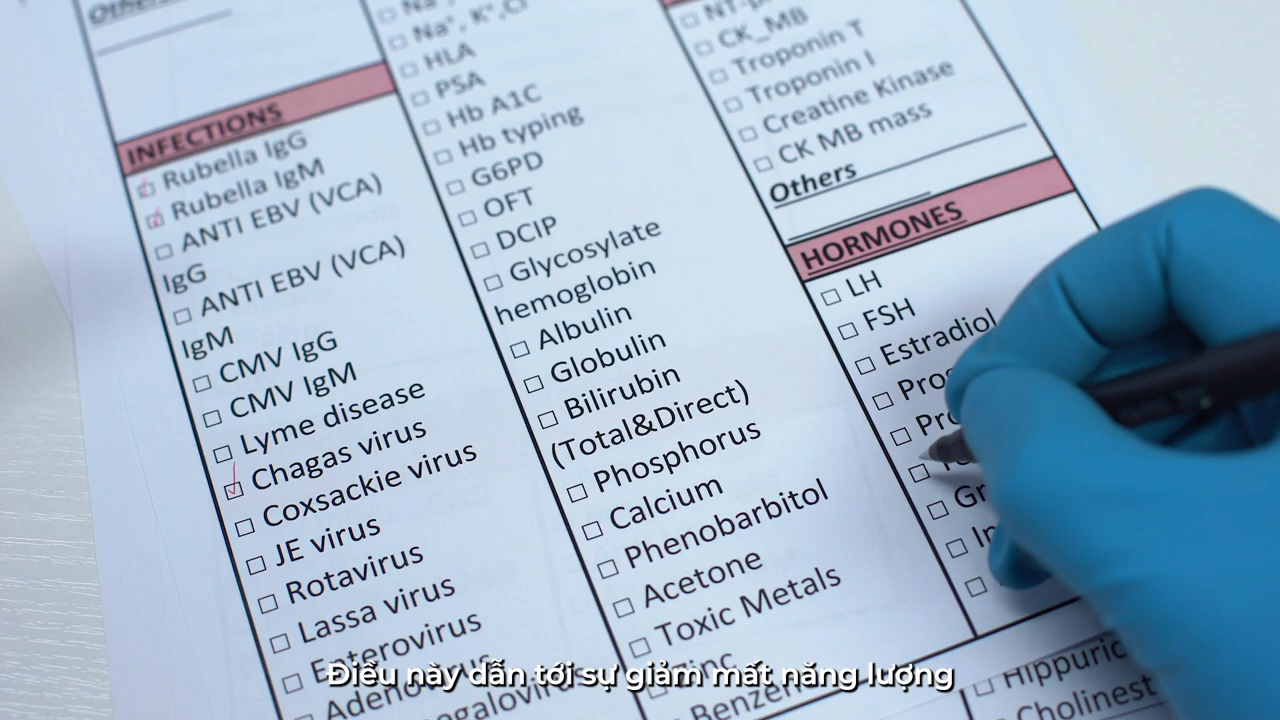 Others
INFECTIONS
Rubella IgG
Rubella IgM
ANTI EBV (VCA)
IgG
ANTI EBV (VCA)
IgM
CMV IgG
CMV IgM
Lyme disease
Chagas virus
Coxsackie virus
JE virus
Rotavirus
Lassa virus
Enterovirus
Adenovirus
Na⁺, K⁺,Cl
HLA
PSA
Hb A1C
Hb typing
G6PD
OFT
DCIP
Glycosylate
hemoglobin
Albulin
Globulin
Bilirubin
(Total&Direct)
Phosphorus
Calcium
Phenobarbitol
Acetone
Toxic Metals
Zinc
CK_MB
Troponin T
Troponin I
Creatine Kinase
CK MB mass
Others
HORMONES
LH
FSH
Estradiol
Hippuric
Cholinest
Điều này dẫn tới sự giảm mất năng lượng